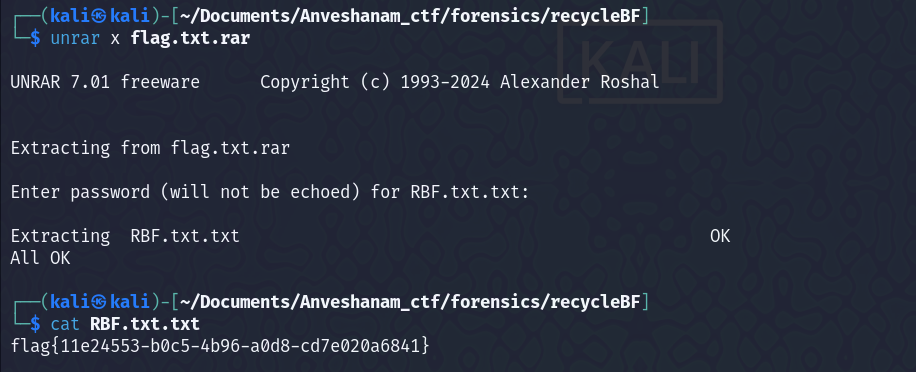 ┌──(kali㉿kali)-[~/Documents/Anveshanam_ctf/forensics/recycleBF]
└─$ unrar x flag.txt.rar
KALI
UNRAR 7.01 freeware      Copyright (c) 1993-2024 Alexander Roshal
Extracting from flag.txt.rar
Enter password (will not be echoed) for RBF.txt.txt:
Extracting  RBF.txt.txt                                               OK
All OK
┌──(kali㉿kali)-[~/Documents/Anveshanam_ctf/forensics/recycleBF]
└─$ cat RBF.txt.txt
flag{11e24553-b0c5-4b96-a0d8-cd7e020a6841}